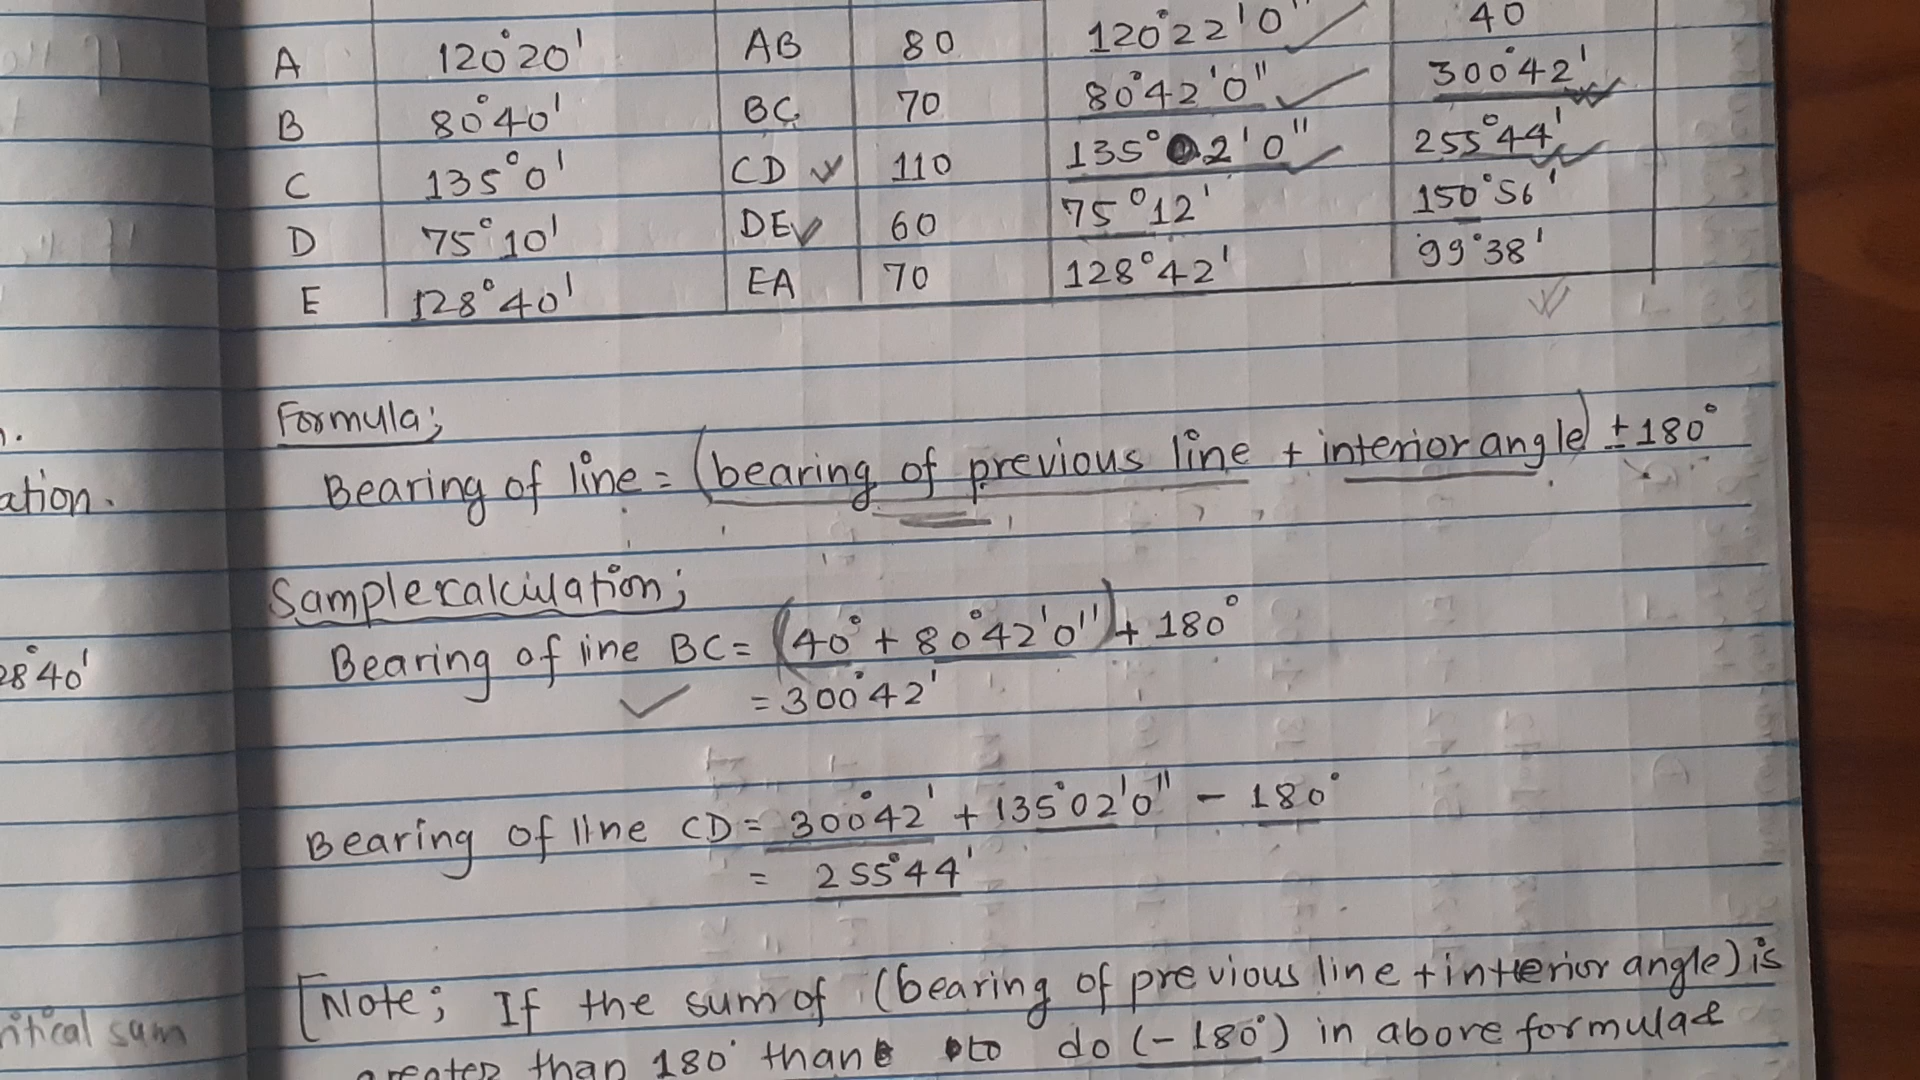 A 120°20' AB 80 120°22'0" 40
B 80°40' BC 70 80°42'0" 300°42'
C 135°0' CD 110 135°02'0" 255°44'
D 75°10' DE 60 75°12' 150°56'
E 128°40' EA 70 128°42' 99°38'
Formula;
Bearing of line = (bearing of previous line + interior angle) ± 180°
ation.
Sample calculation;
Bearing of line BC = (40° + 80°42'0") + 180°
28°40'
= 300°42'
Bearing of line CD = 300°42' + 135°02'0" - 180°
= 255°44'
[Note; If the sum of (bearing of previous line + interior angle) is
sum
greater than 180° than to do (-180°) in above formula &